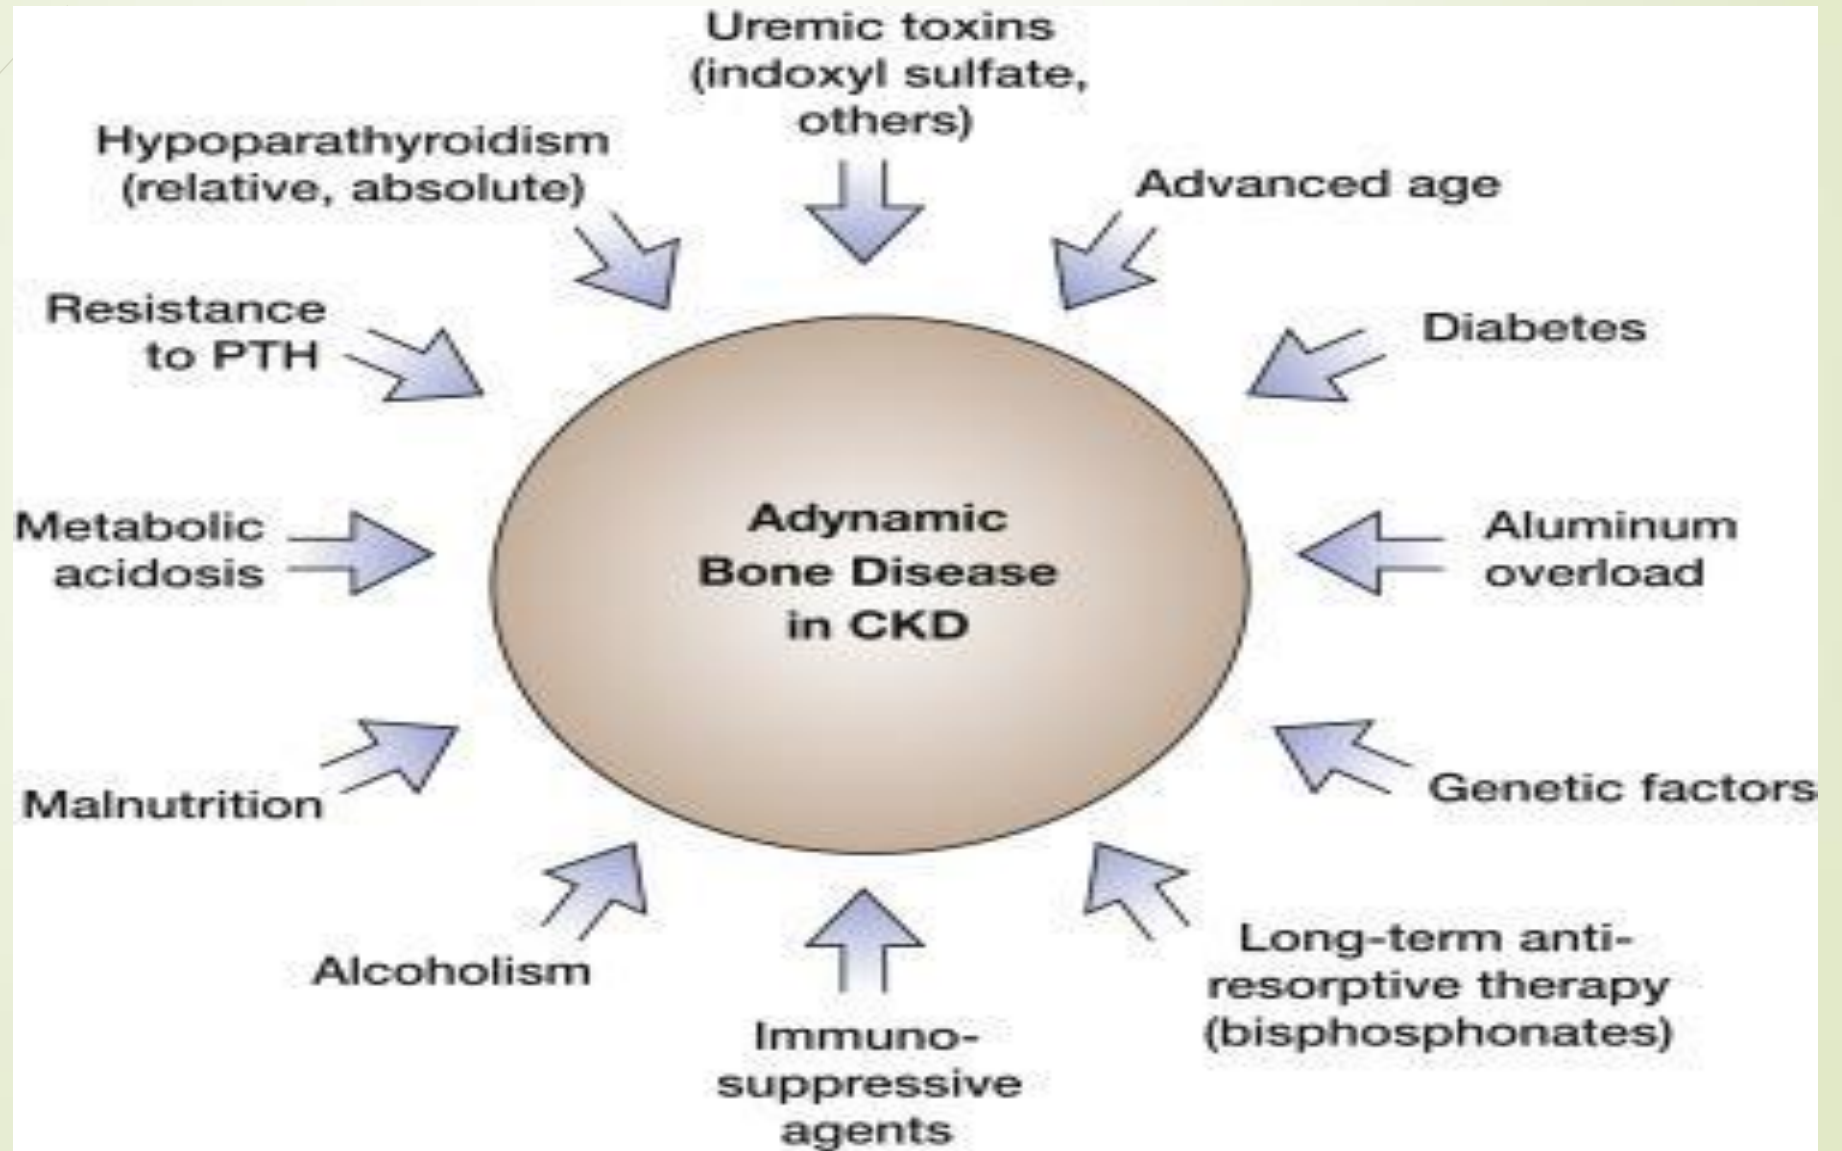 Uremic toxins
(indoxyl sulfate,
others)
Hypoparathyroidism
(relative, absolute)
Advanced age
Resistance
to PTH
Diabetes
Metabolic
acidosis
Adynamic
Bone Disease
in CKD
Aluminum
overload
Malnutrition
Genetic factors
Alcoholism
Long-term anti-
resorptive therapy
(bisphosphonates)
Immuno-
suppressive
agents